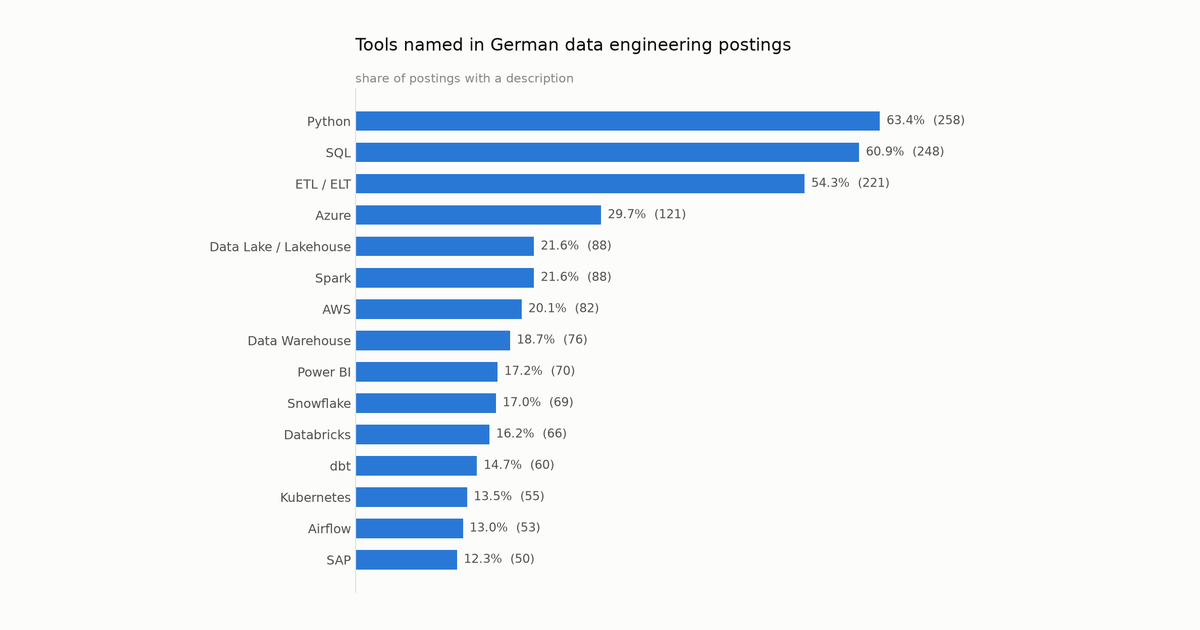 Tools named in German data engineering postings
share of postings with a description
Python 63.4% (258)
SQL 60.9% (248)
ETL / ELT 54.3% (221)
Azure 29.7% (121)
Data Lake / Lakehouse 21.6% (88)
Spark 21.6% (88)
AWS 20.1% (82)
Data Warehouse 18.7% (76)
Power BI 17.2% (70)
Snowflake 17.0% (69)
Databricks 16.2% (66)
dbt 14.7% (60)
Kubernetes 13.5% (55)
Airflow 13.0% (53)
SAP 12.3% (50)